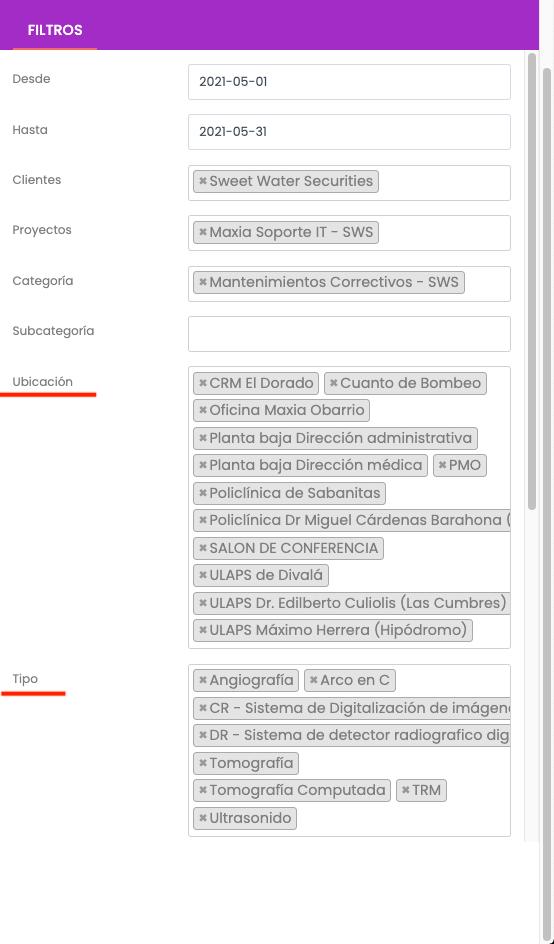 FILTROS
Desde 2021-05-01
Hasta 2021-05-31
Clientes ×Sweet Water Securities
Proyectos ×Maxia Soporte IT - SWS
Categoría ×Mantenimientos Correctivos - SWS
Subcategoría
Ubicación ×CRM El Dorado ×Cuanto de Bombeo
×Oficina Maxia Obarrio
×Planta baja Dirección administrativa
×Planta baja Dirección médica ×PMO
×Policlínica de Sabanitas
×Policlínica Dr Miguel Cárdenas Barahona (
×SALON DE CONFERENCIA
×ULAPS de Divalá
×ULAPS Dr. Edilberto Culiolis (Las Cumbres)
×ULAPS Máximo Herrera (Hipódromo)
Tipo ×Angiografía ×Arco en C
×CR - Sistema de Digitalización de imágen
×DR - Sistema de detector radiografico dig
×Tomografía
×Tomografía Computada ×TRM
×Ultrasonido